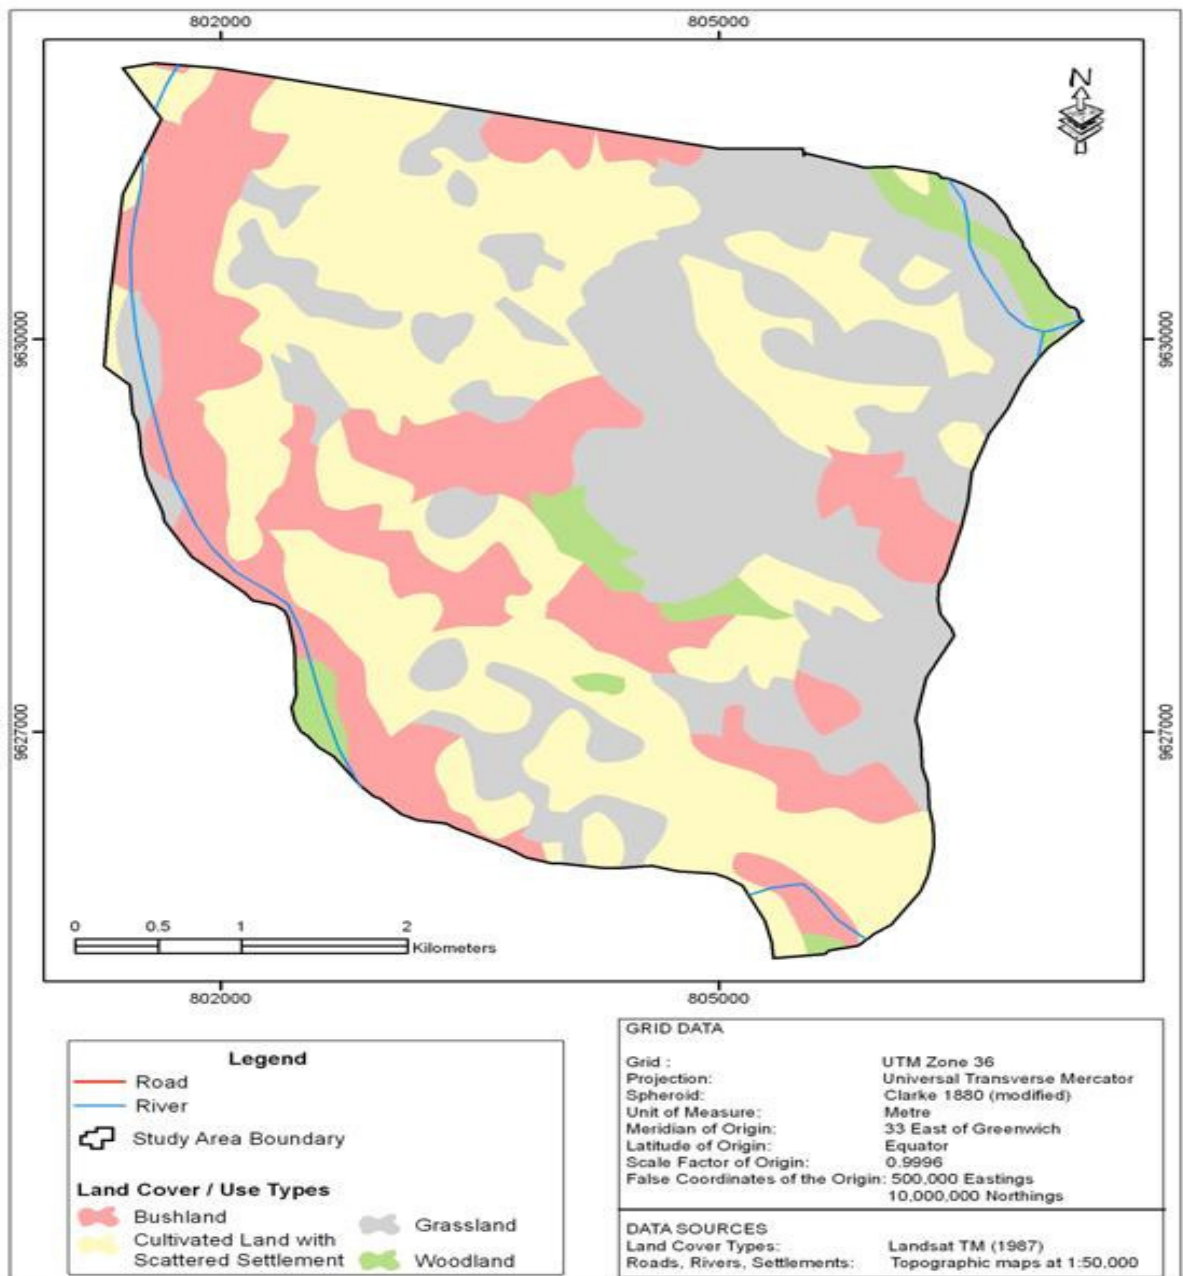 802000 805000
N
9630000 9630000
9627000 9627000
0 0.5 1 2
Kilometers
802000 805000
Legend
Road
River
Study Area Boundary
Land Cover / Use Types
Bushland
Cultivated Land with
Scattered Settlement
Grassland
Woodland
GRID DATA
Grid : UTM Zone 36
Projection: Universal Transverse Mercator
Spheroid: Clarke 1880 (modified)
Unit of Measure: Metre
Meridian of Origin: 33 East of Greenwich
Latitude of Origin: Equator
Scale Factor of Origin: 0.9996
False Coordinates of the Origin: 500,000 Eastings
10,000,000 Northings
DATA SOURCES
Land Cover Types: Landsat TM (1987)
Roads, Rivers, Settlements: Topographic maps at 1:50,000